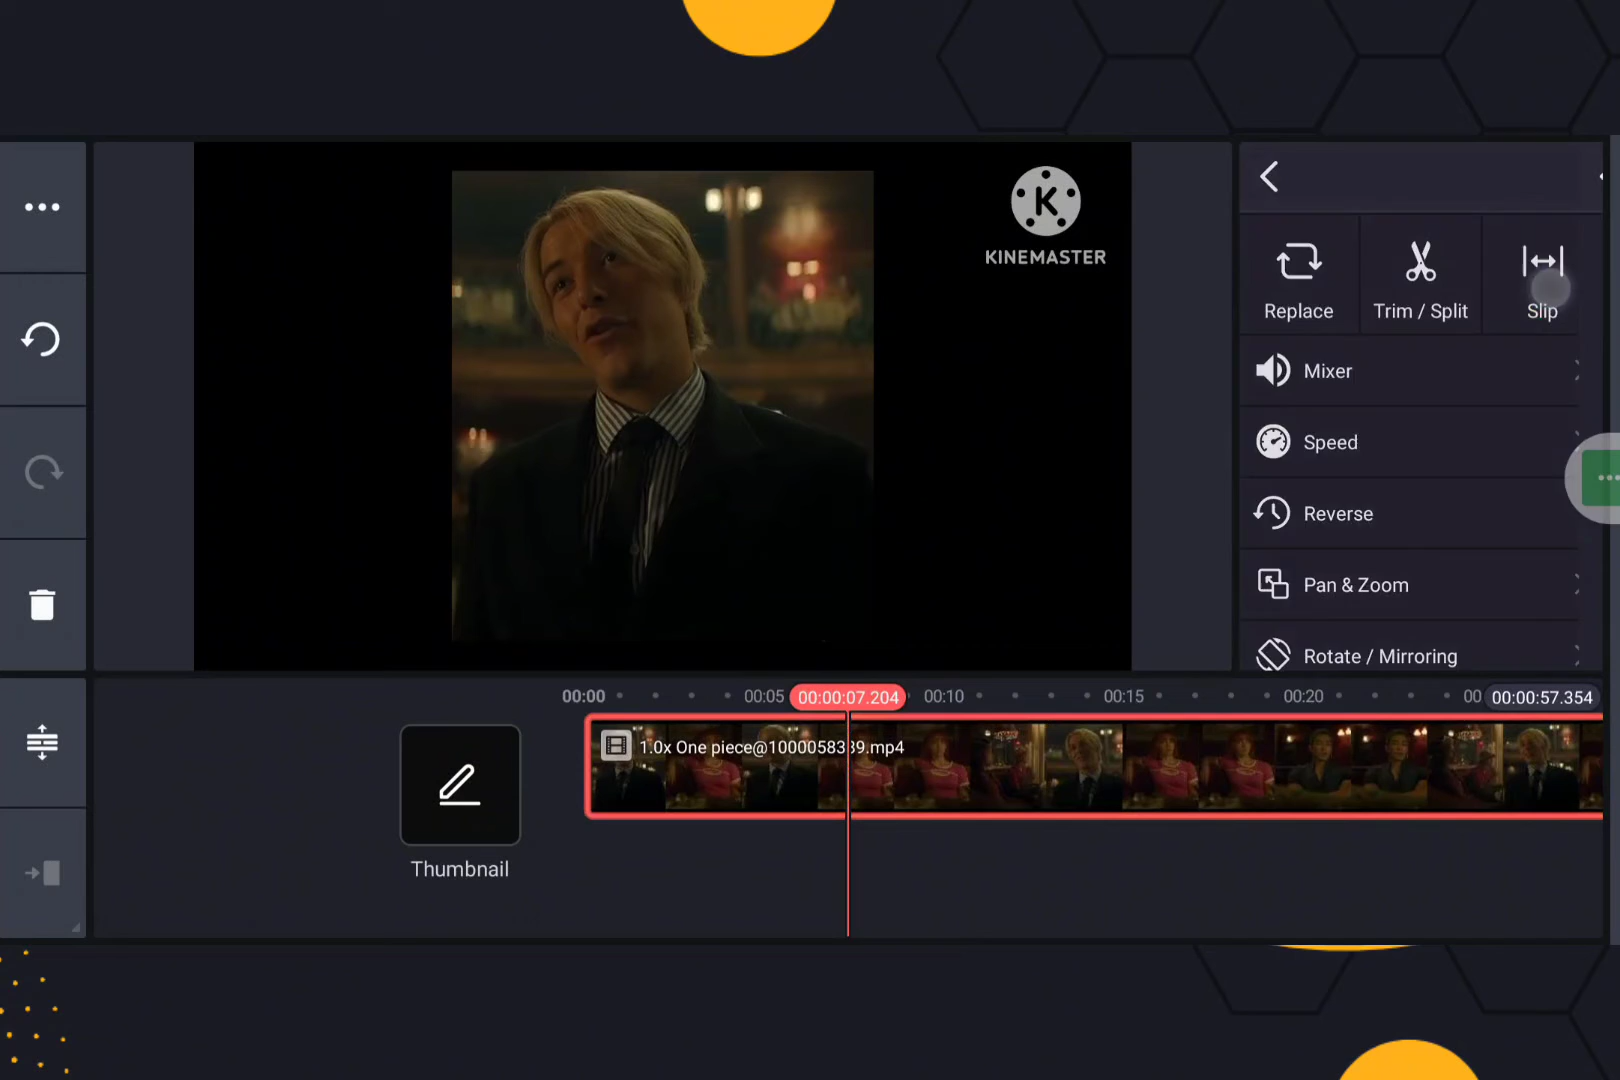 K
KINEMASTER
Replace
Trim / Split
Slip
Mixer
Speed
Reverse
Pan & Zoom
Rotate / Mirroring
00:00
00:05
00:00:07.204
00:10
00:15
00:20
00
00:00:57.354
1.0x One piece@1000058339.mp4
Thumbnail